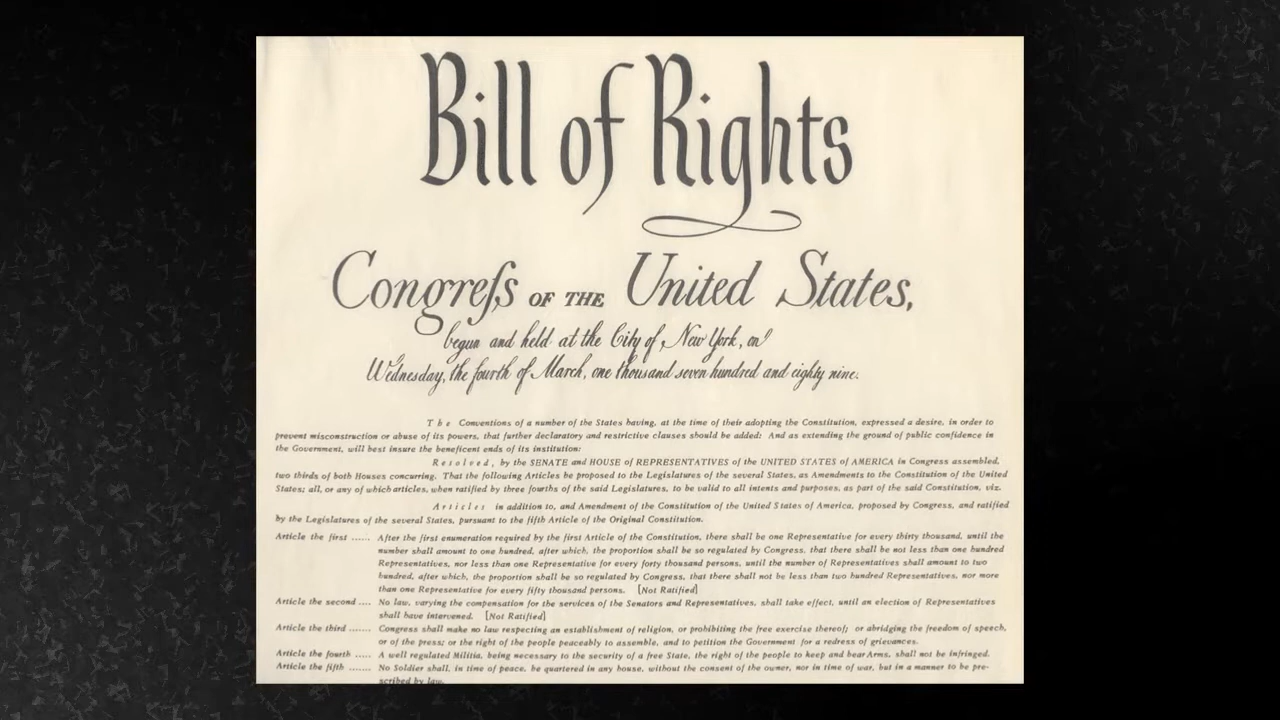 Bill of Rights
Congreſs OF THE United States,
begun and held at the City of New York, on
Wednesday, the fourth of March, one thousand seven hundred and eighty nine.
The Conventions of a number of the States having, at the time of their adopting the Constitution, expressed a desire, in order to
prevent misconstruction or abuse of its powers, that further declaratory and restrictive clauses should be added: And as extending the ground of public confidence in
the Government, will best insure the beneficent ends of its institution:
Resolved, by the SENATE and HOUSE of REPRESENTATIVES of the UNITED STATES of AMERICA in Congress assembled,
two thirds of both Houses concurring. That the following Articles be proposed to the Legislatures of the several States, as Amendments to the Constitution of the United
States; all, or any of which articles, when ratified by three fourths of the said Legislatures, to be valid to all intents and purposes, as part of the said Constitution, viz.
Articles in addition to, and Amendment of the Constitution of the United States of America, proposed by Congress, and ratified
by the Legislatures of the several States, pursuant to the fifth Article of the Original Constitution.
Article the first ...... After the first enumeration required by the first Article of the Constitution, there shall be one Representative for every thirty thousand, until the
number shall amount to one hundred, after which, the proportion shall be so regulated by Congress, that there shall be not less than one hundred
Representatives, nor less than one Representative for every forty thousand persons, until the number of Representatives shall amount to two
hundred, after which, the proportion shall be so regulated by Congress, that there shall not be less than two hundred Representatives, nor more
than one Representative for every fifty thousand persons. [Not Ratified]
Article the second .... No law, varying the compensation for the services of the Senators and Representatives, shall take effect, until an election of Representatives
shall have intervened. [Not Ratified]
Article the third ....... Congress shall make no law respecting an establishment of religion, or prohibiting the free exercise thereof; or abridging the freedom of speech,
or of the press; or the right of the people peaceably to assemble, and to petition the Government for a redress of grievances.
Article the fourth ..... A well regulated Militia, being necessary to the security of a free State, the right of the people to keep and bear Arms, shall not be infringed.
Article the fifth ....... No Soldier shall, in time of peace, be quartered in any house, without the consent of the owner, nor in time of war, but in a manner to be pre-
scribed by law.